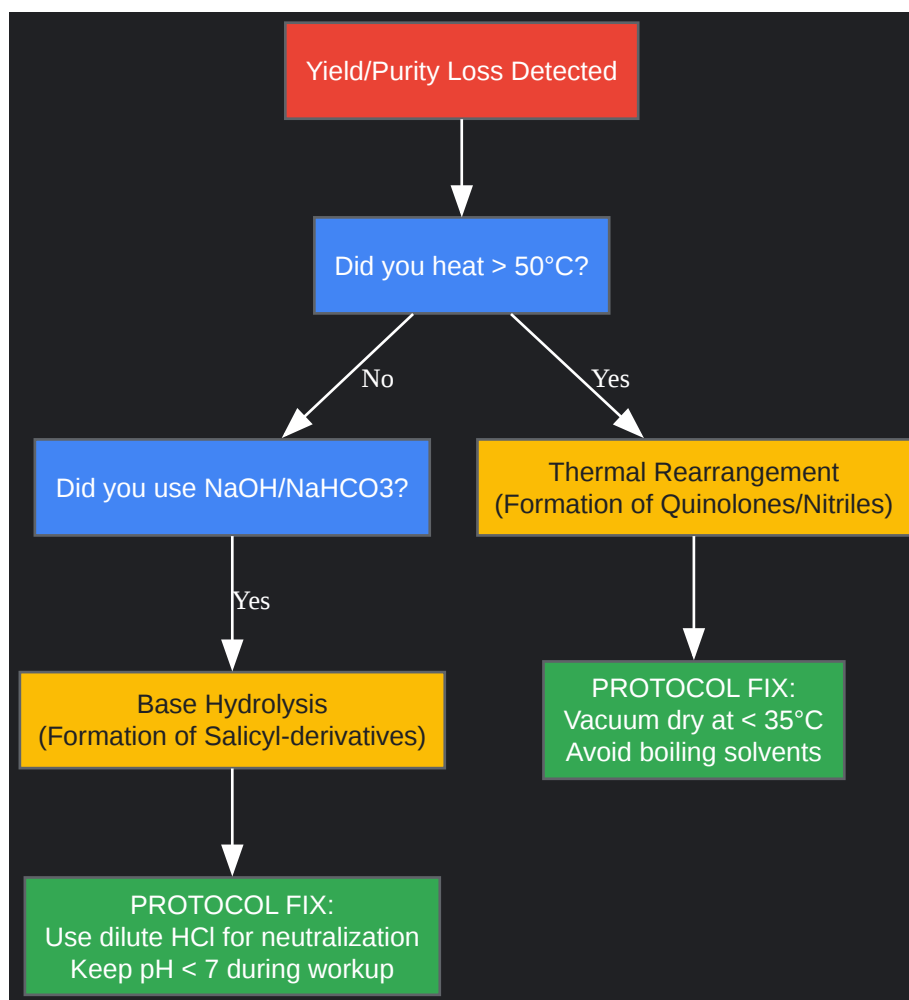 Yield/Purity Loss Detected
Did you heat > 50°C?
No
Yes
Did you use NaOH/NaHCO3?
Thermal Rearrangement
(Formation of Quinolones/Nitriles)
Yes
Base Hydrolysis
(Formation of Salicyl-derivatives)
PROTOCOL FIX:
Vacuum dry at < 35°C
Avoid boiling solvents
PROTOCOL FIX:
Use dilute HCl for neutralization
Keep pH < 7 during workup